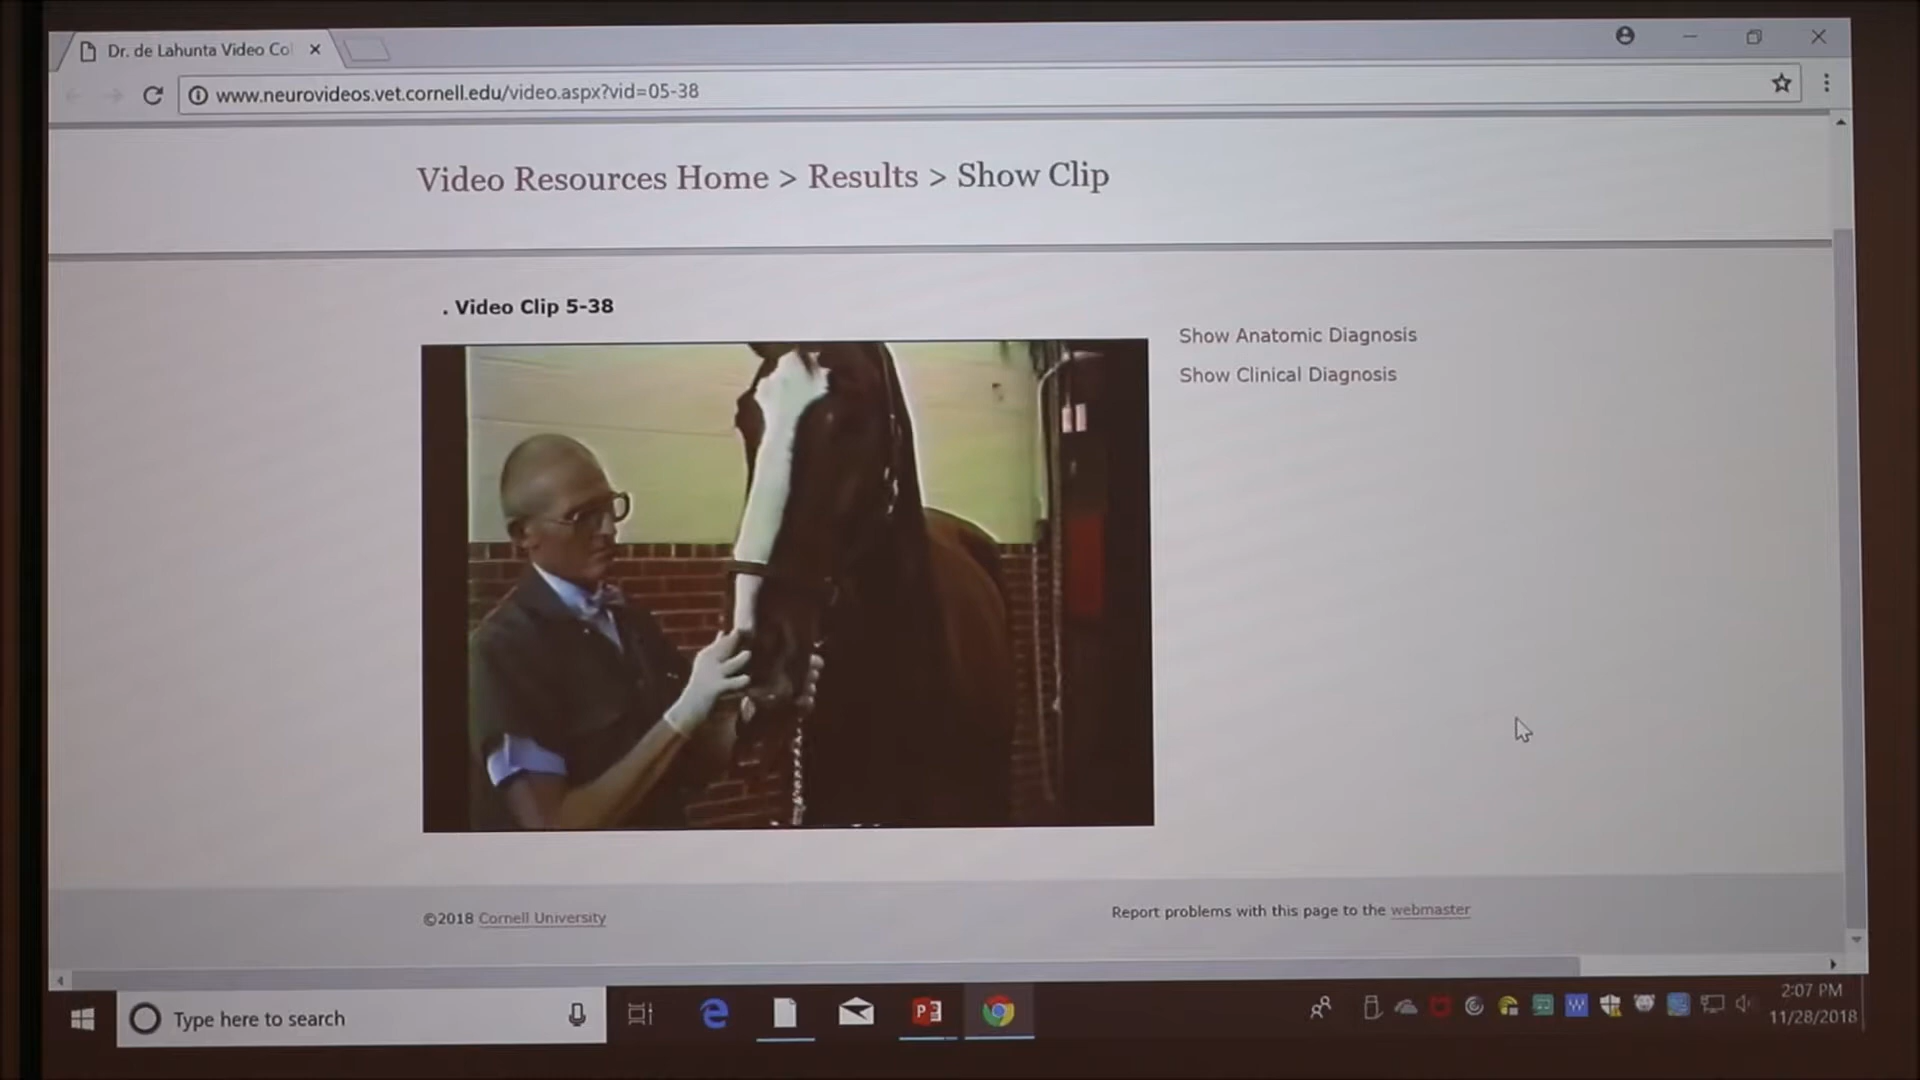 Dr. de Lahunta Video Co
www.neurovideos.vet.cornell.edu/video.aspx?vid=05-38
Video Resources Home > Results > Show Clip
. Video Clip 5-38
Show Anatomic Diagnosis
Show Clinical Diagnosis
©2018 Cornell University
Report problems with this page to the webmaster
Type here to search
2:07 PM
11/28/2018